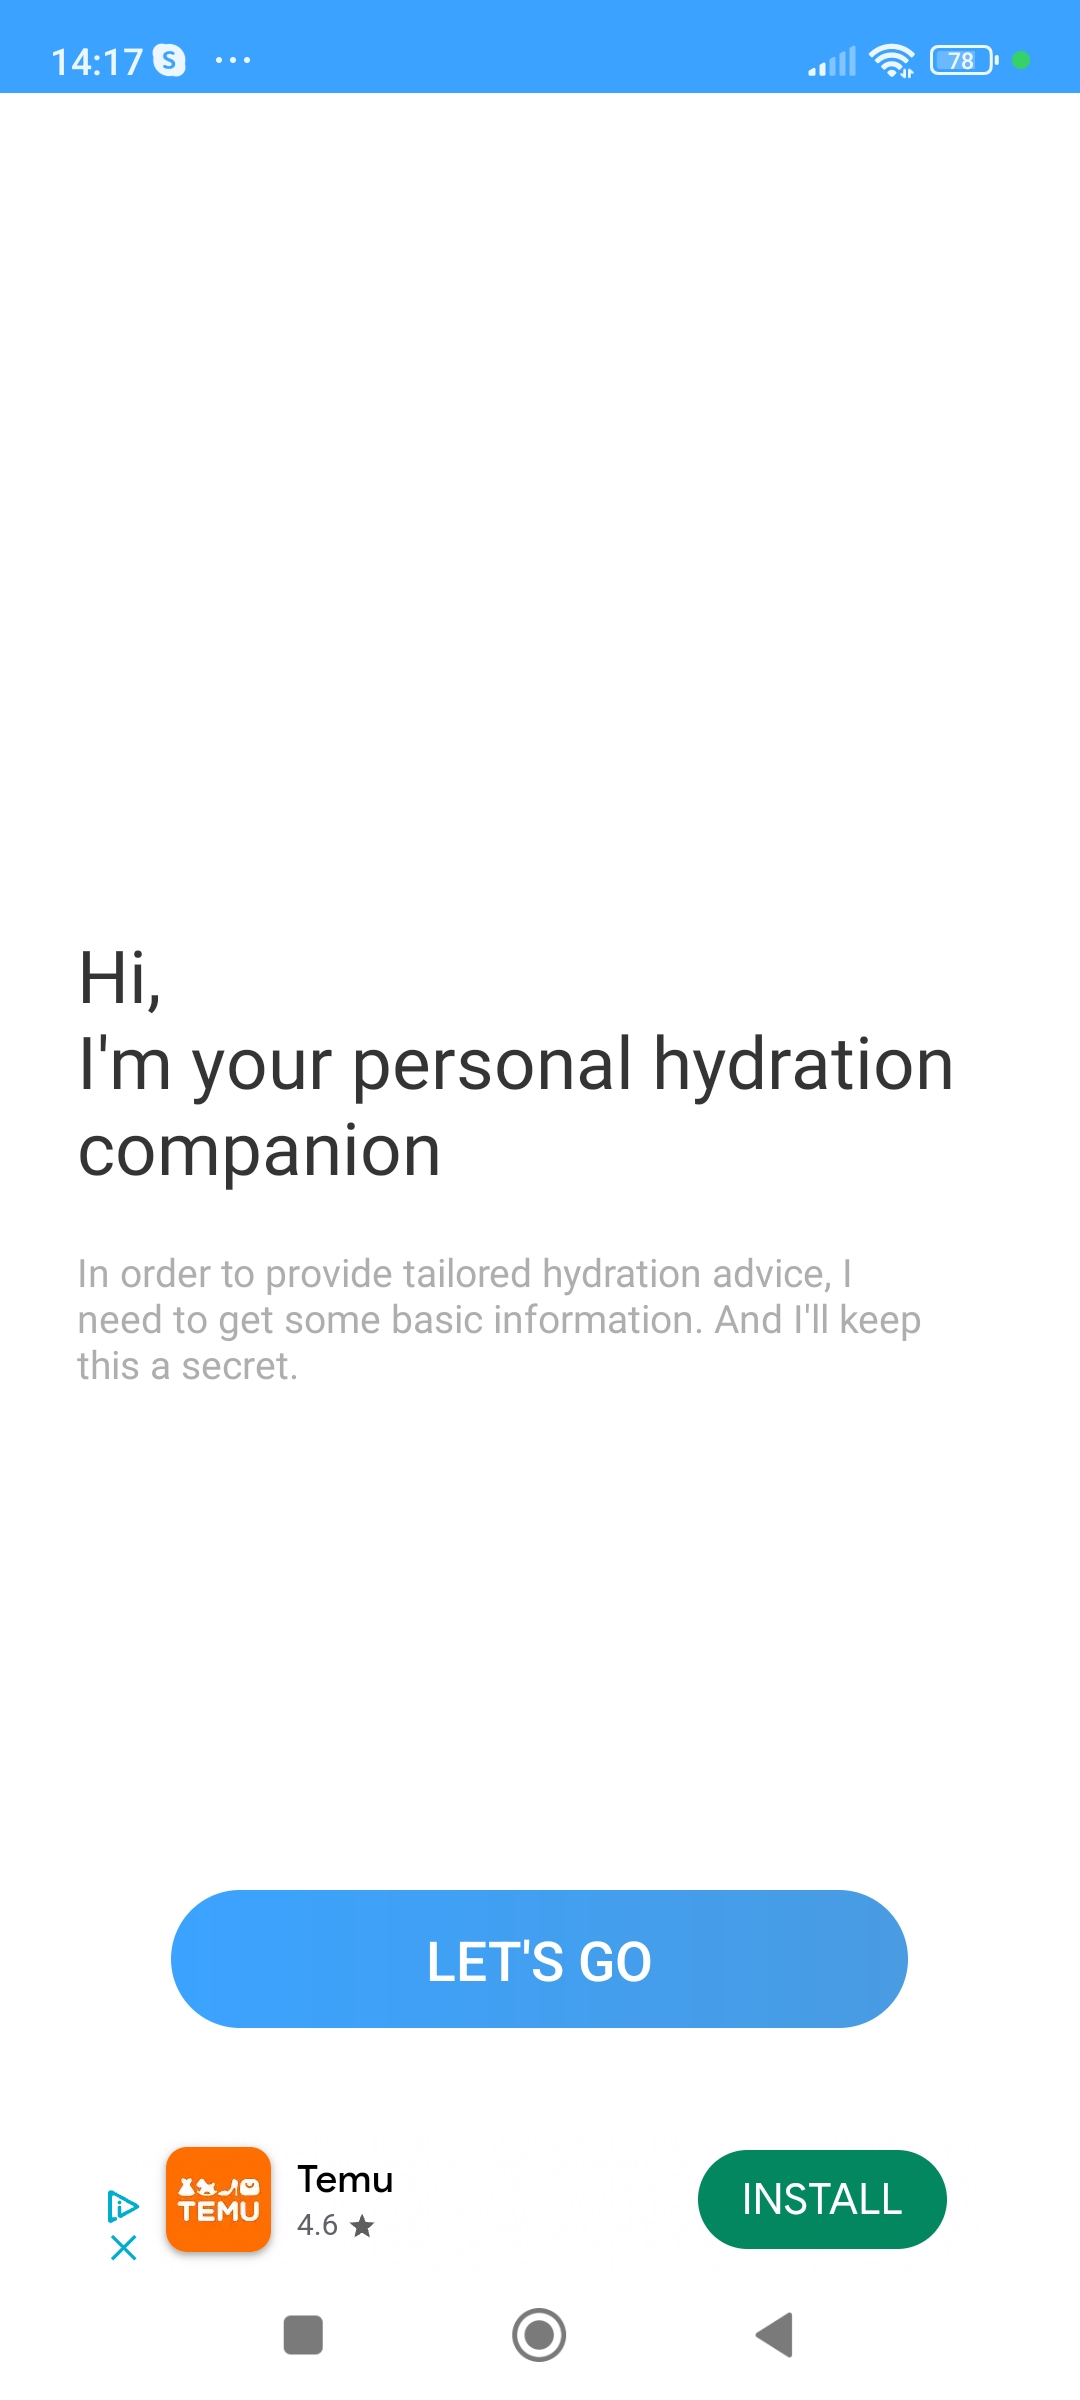 14:17 S ...
78
Hi,
I'm your personal hydration
companion
In order to provide tailored hydration advice, I
need to get some basic information. And I'll keep
this a secret.
LET'S GO
TEMU
Temu
4.6 ★
INSTALL